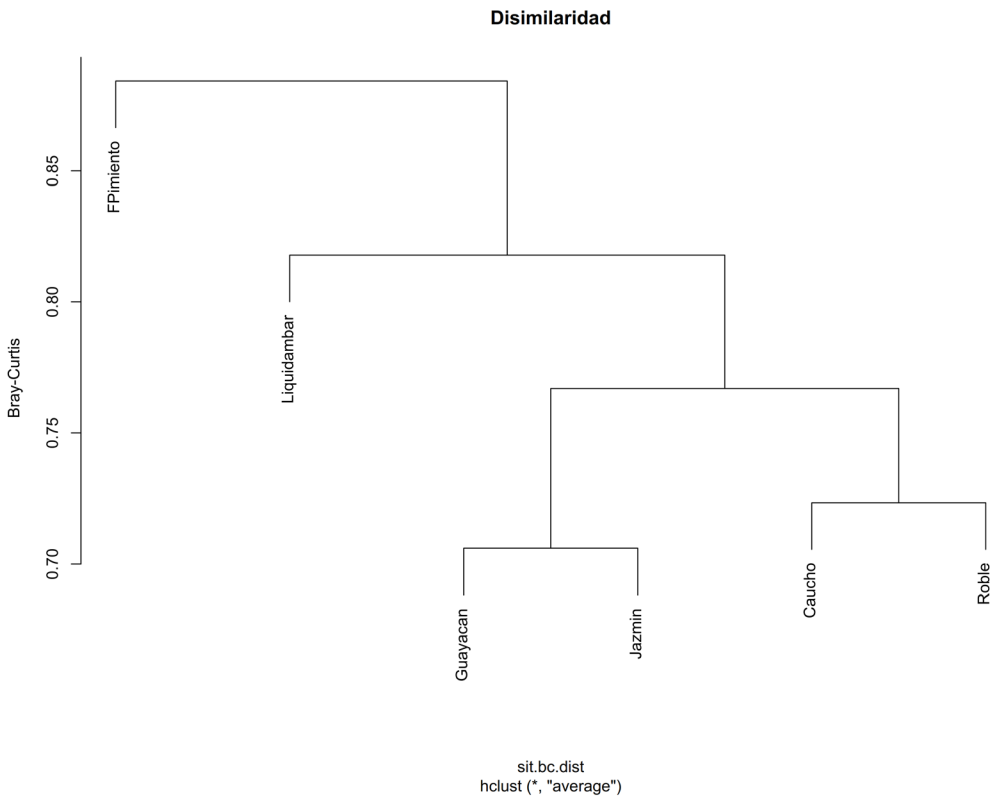 Disimilaridad
Bray-Curtis
0.85
0.80
0.75
0.70
FPimiento
Liquidambar
Guayacan
Jazmin
Caucho
Roble
sit.bc.dist
hclust (*, "average")